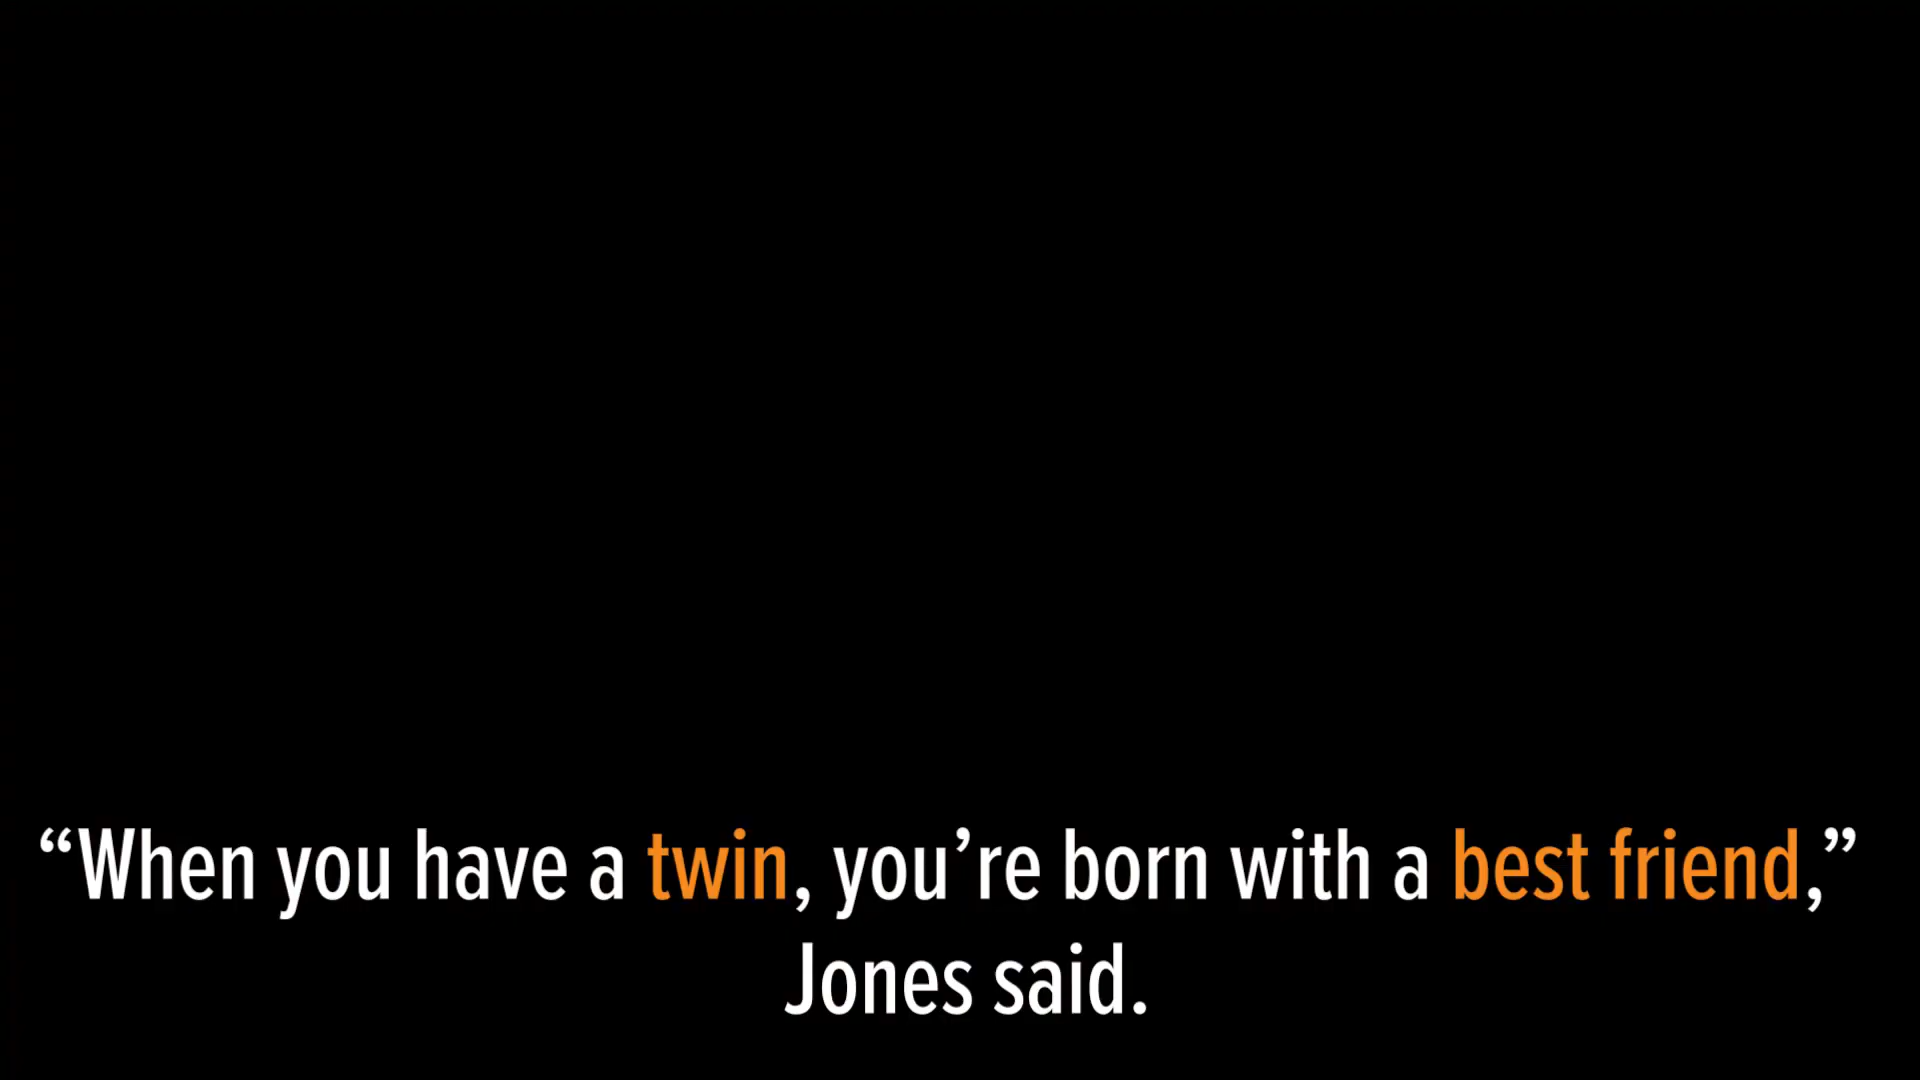 “When you have a twin, you’re born with a best friend,”
Jones said.